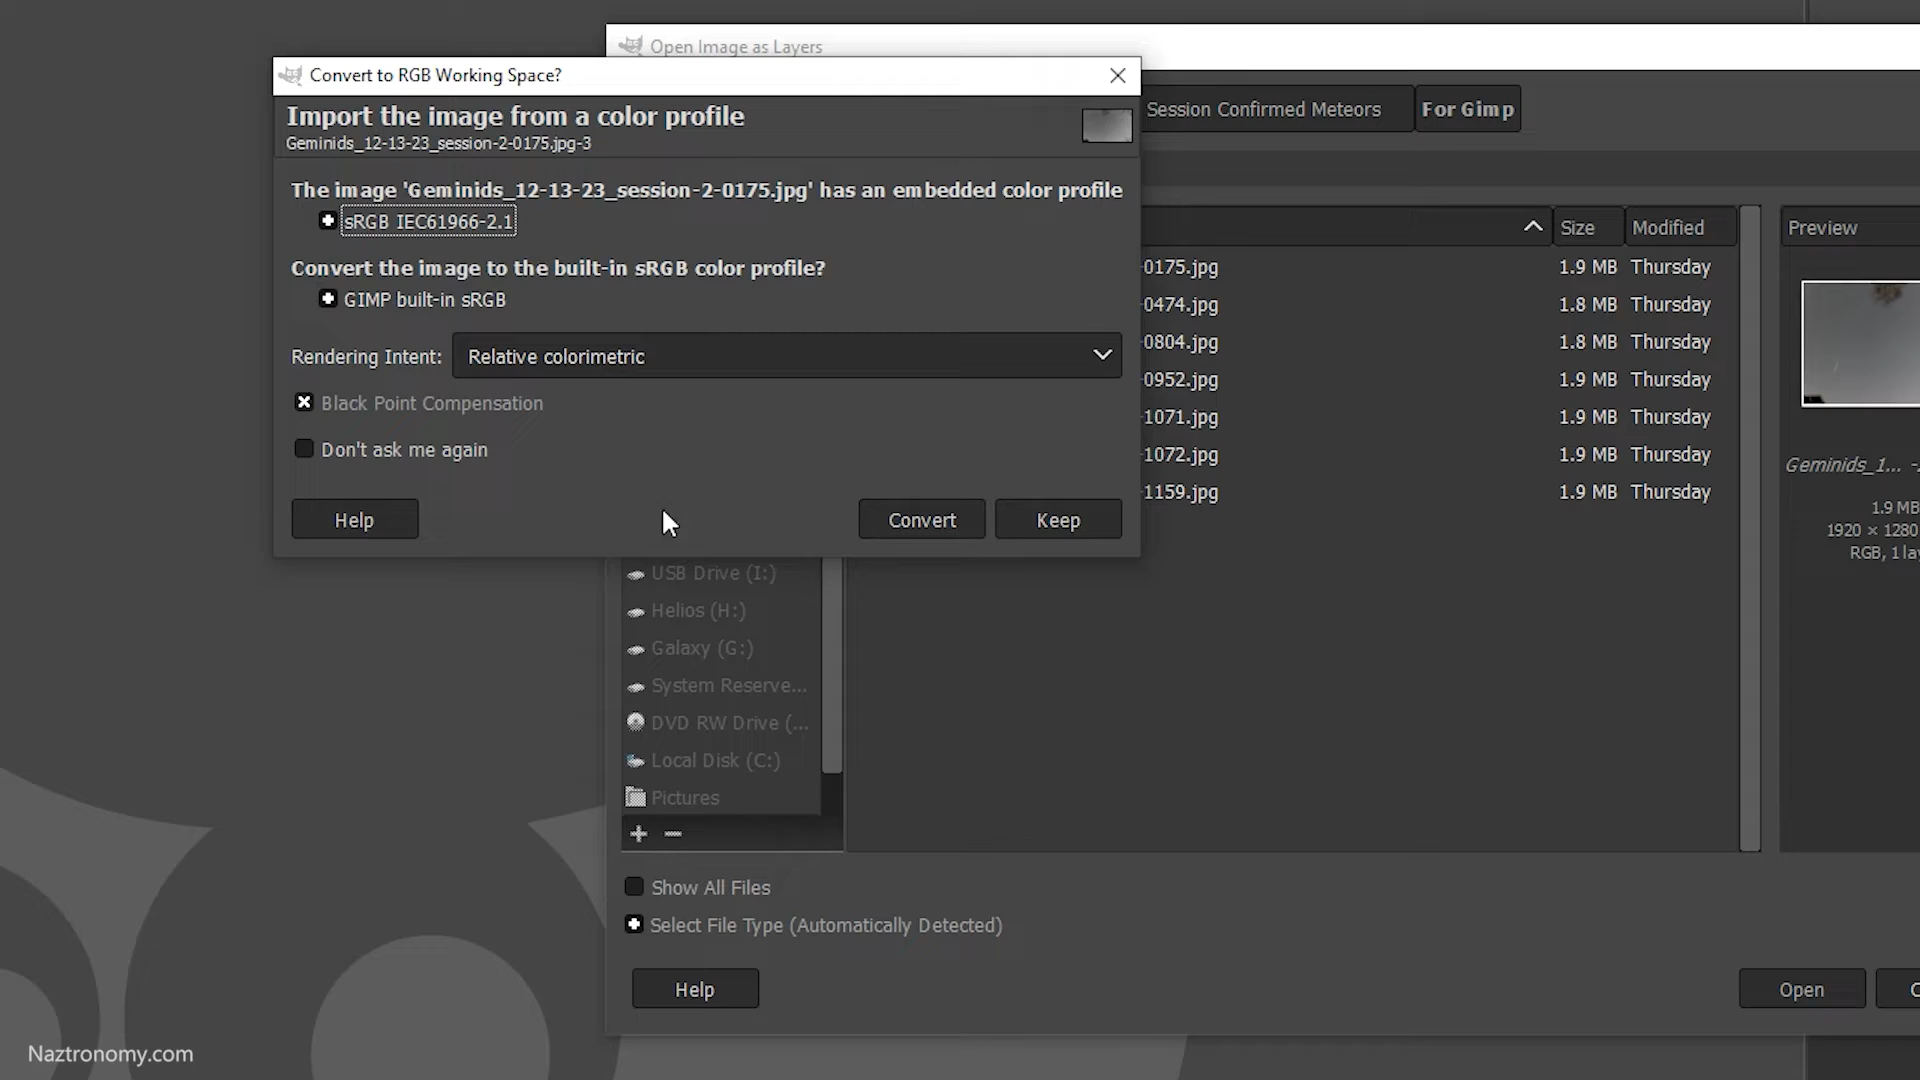 Open Image as Layers
Convert to RGB Working Space?
Import the image from a color profile
Geminids_12-13-23_session-2-0175.jpg-3
Session Confirmed Meteors
For Gimp
The image 'Geminids_12-13-23_session-2-0175.jpg' has an embedded color profile
sRGB IEC61966-2.1
Convert the image to the built-in sRGB color profile?
GIMP built-in sRGB
Rendering Intent:
Relative colorimetric
Black Point Compensation
Don't ask me again
Help
Convert
Keep
Size
Modified
Preview
-0175.jpg 1.9 MB Thursday
-0474.jpg 1.8 MB Thursday
-0804.jpg 1.8 MB Thursday
-0952.jpg 1.9 MB Thursday
-1071.jpg 1.9 MB Thursday
-1072.jpg 1.9 MB Thursday
-1159.jpg 1.9 MB Thursday
Geminids_1... -
1.9 MB
1920 × 1280
RGB, 1 la
USB Drive (I:)
Helios (H:)
Galaxy (G:)
System Reserve...
DVD RW Drive (...
Local Disk (C:)
Pictures
Show All Files
Select File Type (Automatically Detected)
Help
Open
Naztronomy.com